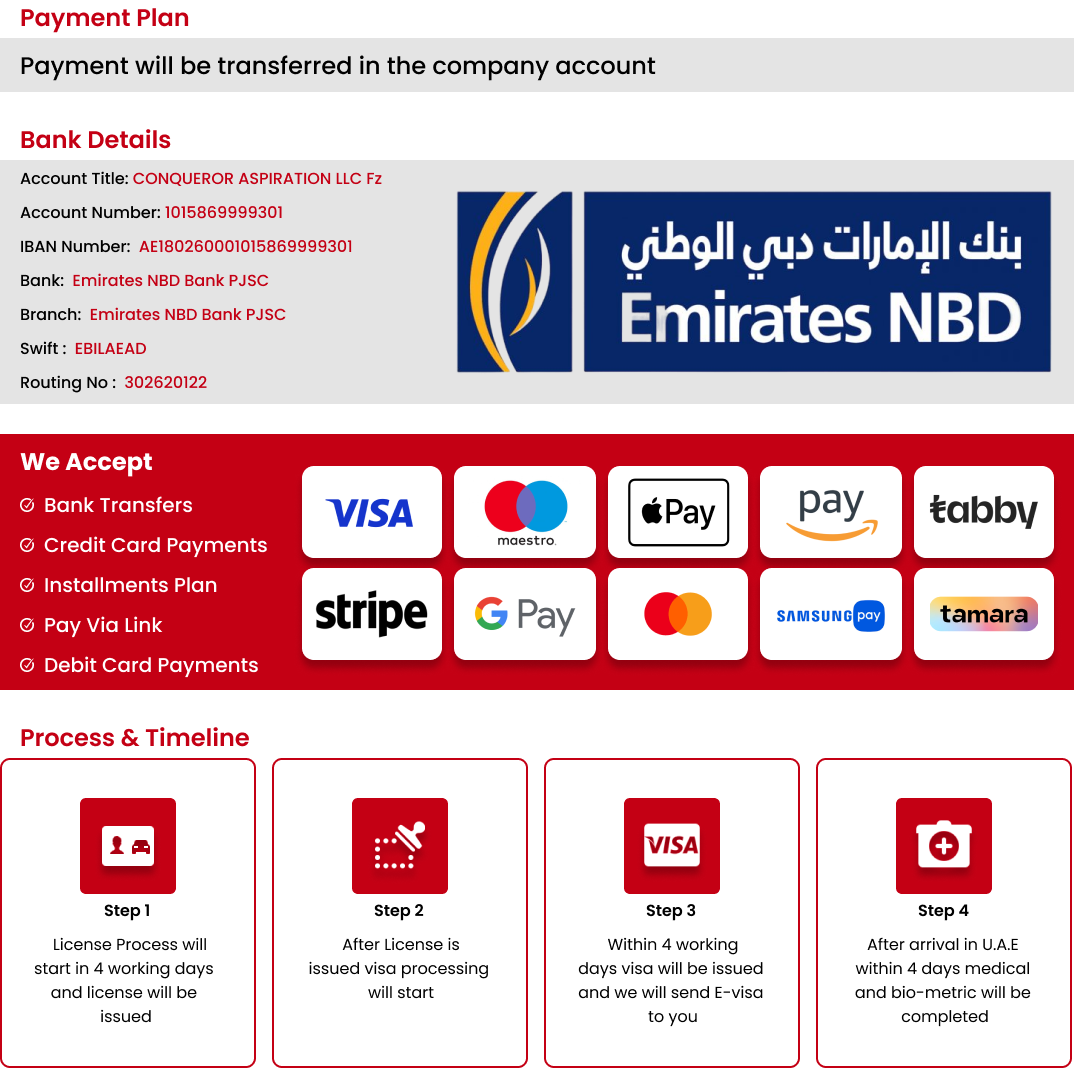 Payment Plan
Payment will be transferred in the company account
Bank Details
Account Title: CONQUEROR ASPIRATION LLC Fz
Account Number: 1015869999301
IBAN Number: AE180260001015869999301
Bank: Emirates NBD Bank PJSC
Branch: Emirates NBD Bank PJSC
Swift : EBILAEAD
Routing No : 302620122
بنك الإمارات دبي الوطني
Emirates NBD
We Accept
Bank Transfers
Credit Card Payments
Installments Plan
Pay Via Link
Debit Card Payments
VISA
maestro.
Pay
pay
tabby
stripe
G Pay
SAMSUNG pay
tamara
Process & Timeline
Step 1
License Process will
start in 4 working days
and license will be
issued
Step 2
After License is
issued visa processing
will start
VISA
Step 3
Within 4 working
days visa will be issued
and we will send E-visa
to you
Step 4
After arrival in U.A.E
within 4 days medical
and bio-metric will be
completed